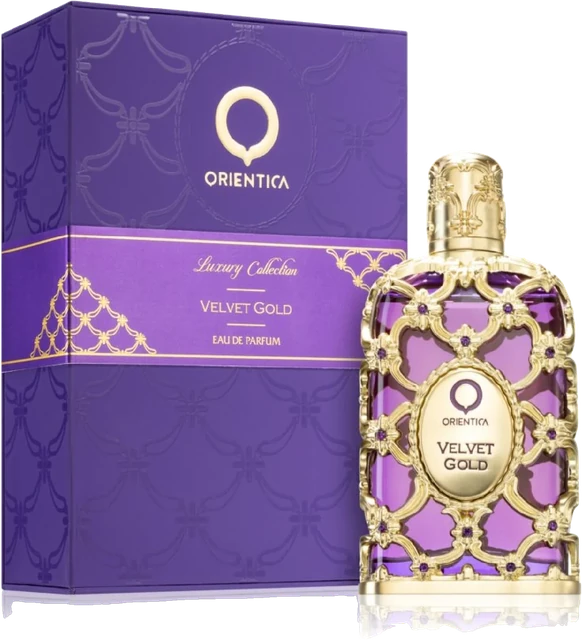 ORIENTICA
Luxury Collection
VELVET GOLD
EAU DE PARFUM
ORIENTICA
VELVET
GOLD